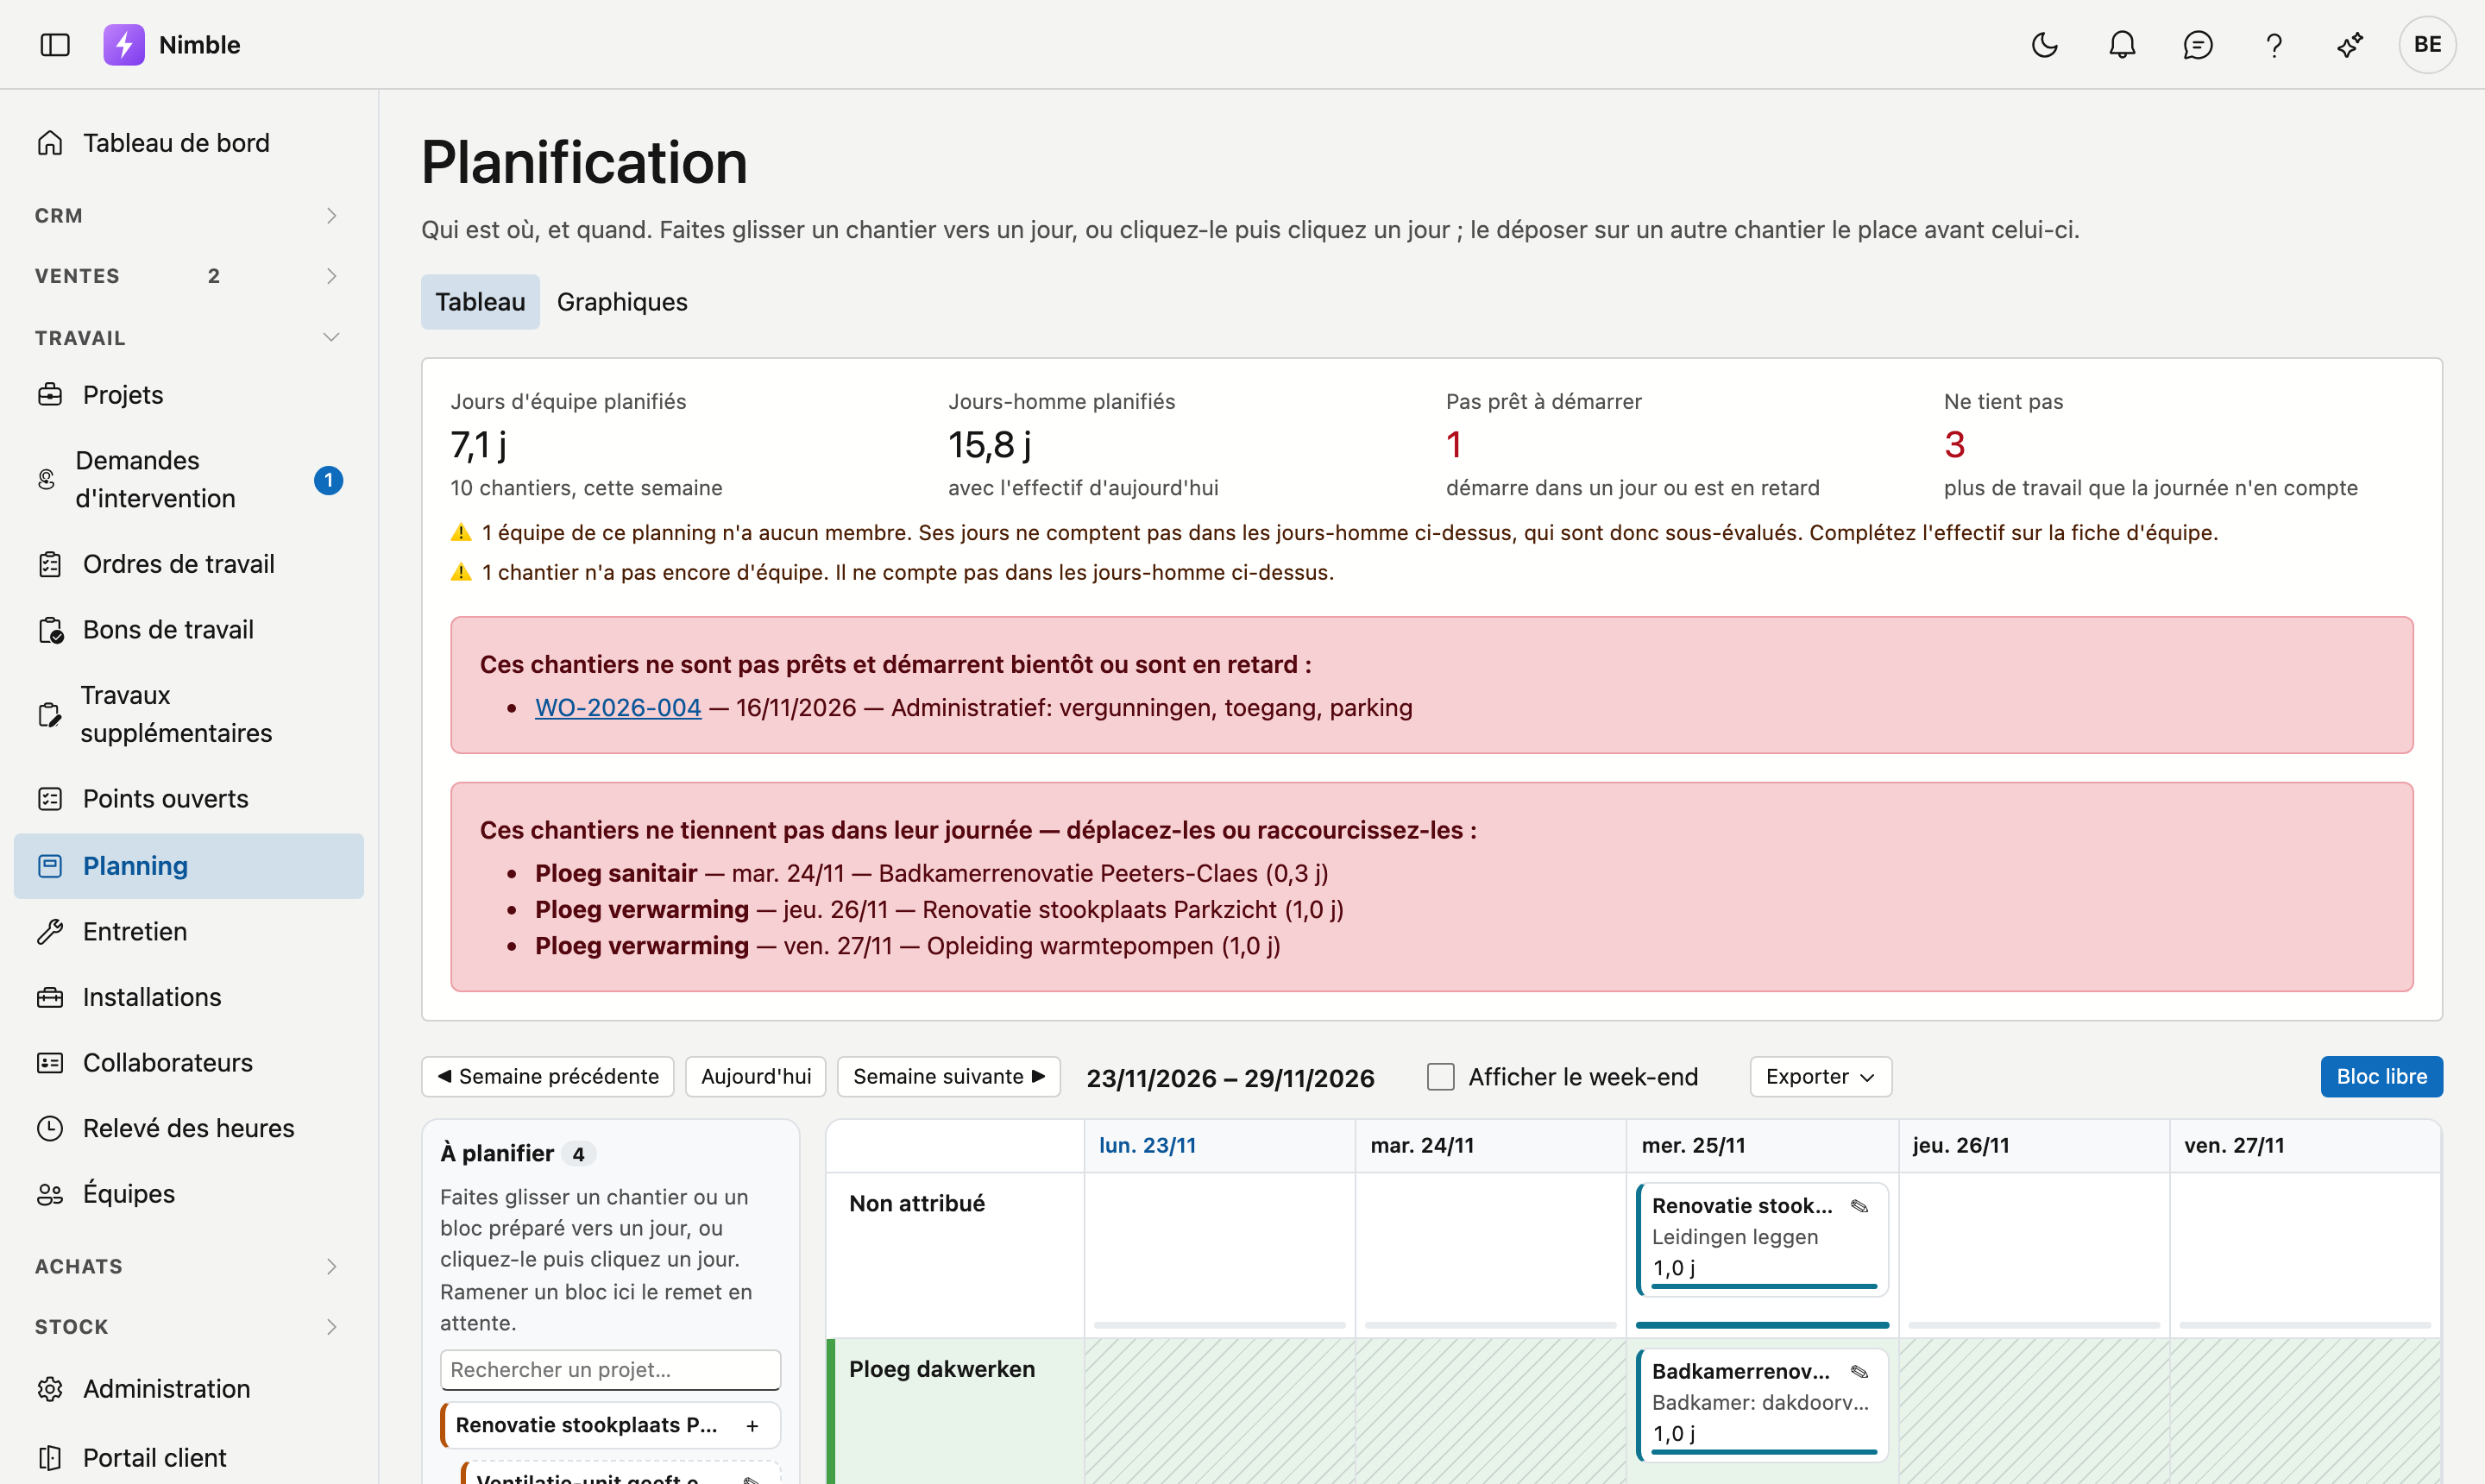 Nimble
BE
Tableau de bord
CRM
VENTES 2
TRAVAIL
Projets
Demandes
d'intervention
1
Ordres de travail
Bons de travail
Travaux
supplémentaires
Points ouverts
Planning
Entretien
Installations
Collaborateurs
Relevé des heures
Équipes
ACHATS
STOCK
Administration
Portail client
Planification
Qui est où, et quand. Faites glisser un chantier vers un jour, ou cliquez-le puis cliquez un jour ; le déposer sur un autre chantier le place avant celui-ci.
Tableau Graphiques
Jours d'équipe planifiés
7,1 j
10 chantiers, cette semaine
Jours-homme planifiés
15,8 j
avec l'effectif d'aujourd'hui
Pas prêt à démarrer
1
démarre dans un jour ou est en retard
Ne tient pas
3
plus de travail que la journée n'en compte
1 équipe de ce planning n'a aucun membre. Ses jours ne comptent pas dans les jours-homme ci-dessus, qui sont donc sous-évalués. Complétez l'effectif sur la fiche d'équipe.
1 chantier n'a pas encore d'équipe. Il ne compte pas dans les jours-homme ci-dessus.
Ces chantiers ne sont pas prêts et démarrent bientôt ou sont en retard :
• WO-2026-004 — 16/11/2026 — Administratief: vergunningen, toegang, parking
Ces chantiers ne tiennent pas dans leur journée — déplacez-les ou raccourcissez-les :
• Ploeg sanitair — mar. 24/11 — Badkamerrenovatie Peeters-Claes (0,3 j)
• Ploeg verwarming — jeu. 26/11 — Renovatie stookplaats Parkzicht (1,0 j)
• Ploeg verwarming — ven. 27/11 — Opleiding warmtepompen (1,0 j)
Semaine précédente Aujourd'hui Semaine suivante 23/11/2026 – 29/11/2026 Afficher le week-end Exporter Bloc libre
À planifier 4
Faites glisser un chantier ou un
bloc préparé vers un jour, ou
cliquez-le puis cliquez un jour.
Ramener un bloc ici le remet en
attente.
Rechercher un projet...
Renovatie stookplaats P... +
Ventilatie-unit geeft e...
lun. 23/11 mar. 24/11 mer. 25/11 jeu. 26/11 ven. 27/11
Non attribué
Renovatie stook...
Leidingen leggen
1,0 j
Ploeg dakwerken
Badkamerrenov...
Badkamer: dakdoorv...
1,0 j